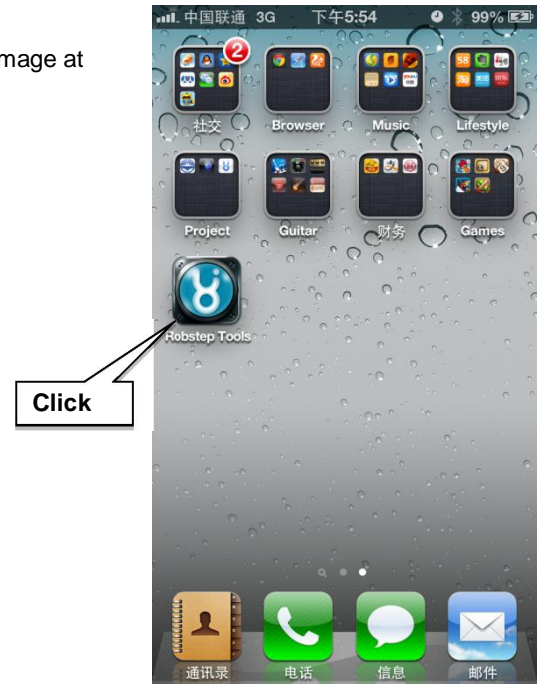 中国联通 3G 下午5:54 99%
mage at
2
社交 Browser Music Lifestyle
Project Guitar 财务 Games
Robstep Tools
Click
通讯录 电话 信息 邮件